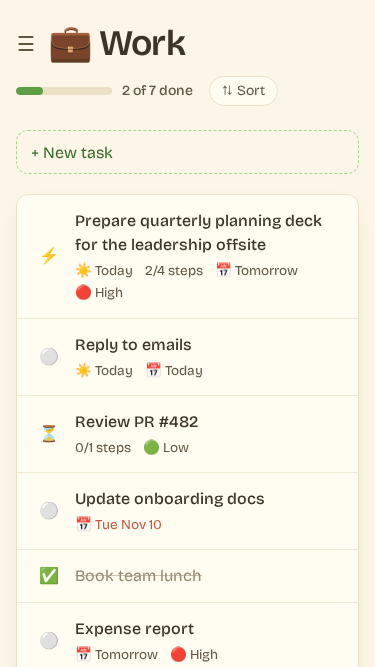 Work
2 of 7 done
Sort
+ New task
Prepare quarterly planning deck
for the leadership offsite
Today 2/4 steps Tomorrow
High
Reply to emails
Today Today
Review PR #482
0/1 steps Low
Update onboarding docs
Tue Nov 10
Book team lunch
Expense report
Tomorrow High